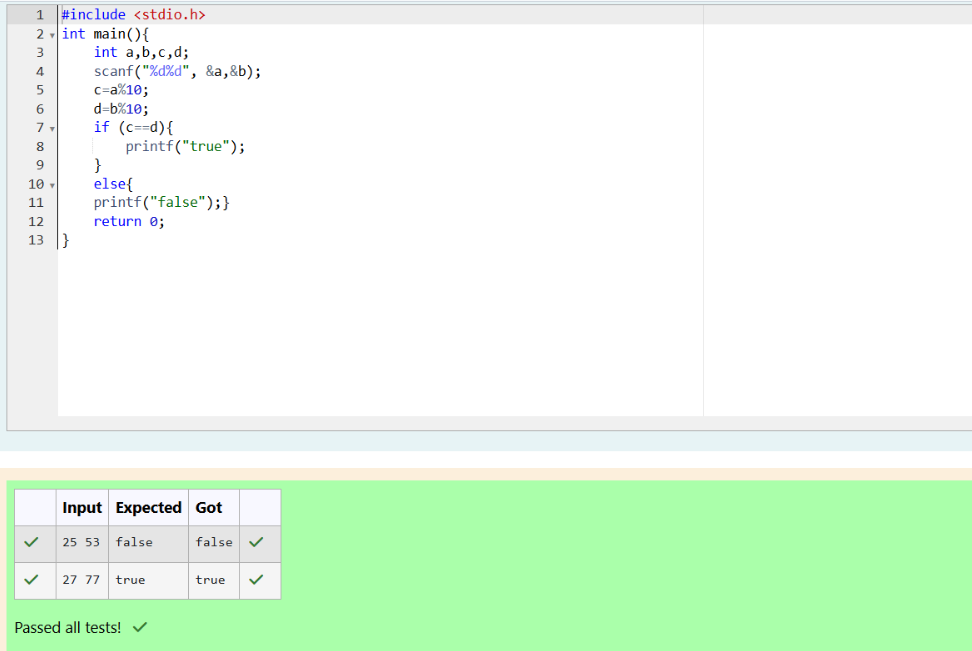 1 #include <stdio.h>
2 int main(){
3 int a,b,c,d;
4 scanf("%d%d", &a,&b);
5 c=a%10;
6 d=b%10;
7 if (c==d){
8 printf("true");
9 }
10 else{
11 printf("false");}
12 return 0;
13 }
Input Expected Got
25 53 false false
27 77 true true
Passed all tests!